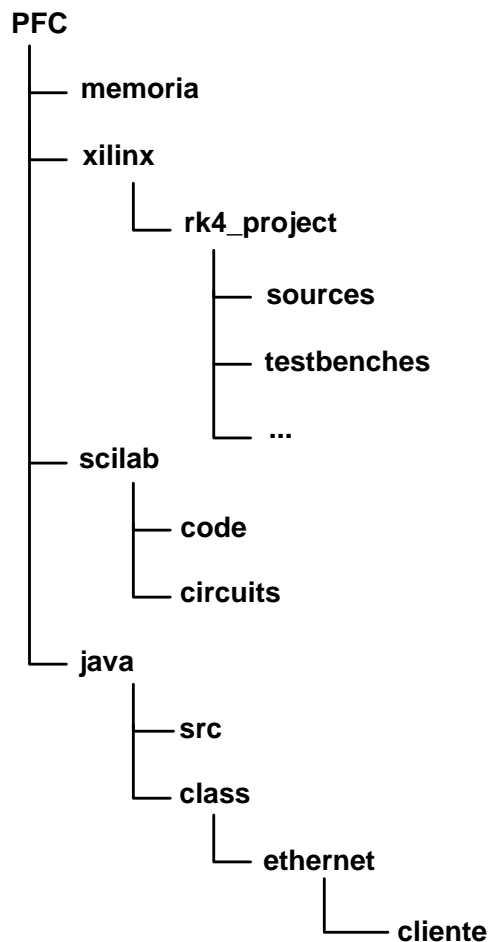 PFC
memoria
xilinx
rk4_project
sources
testbenches
...
scilab
code
circuits
java
src
class
ethernet
cliente